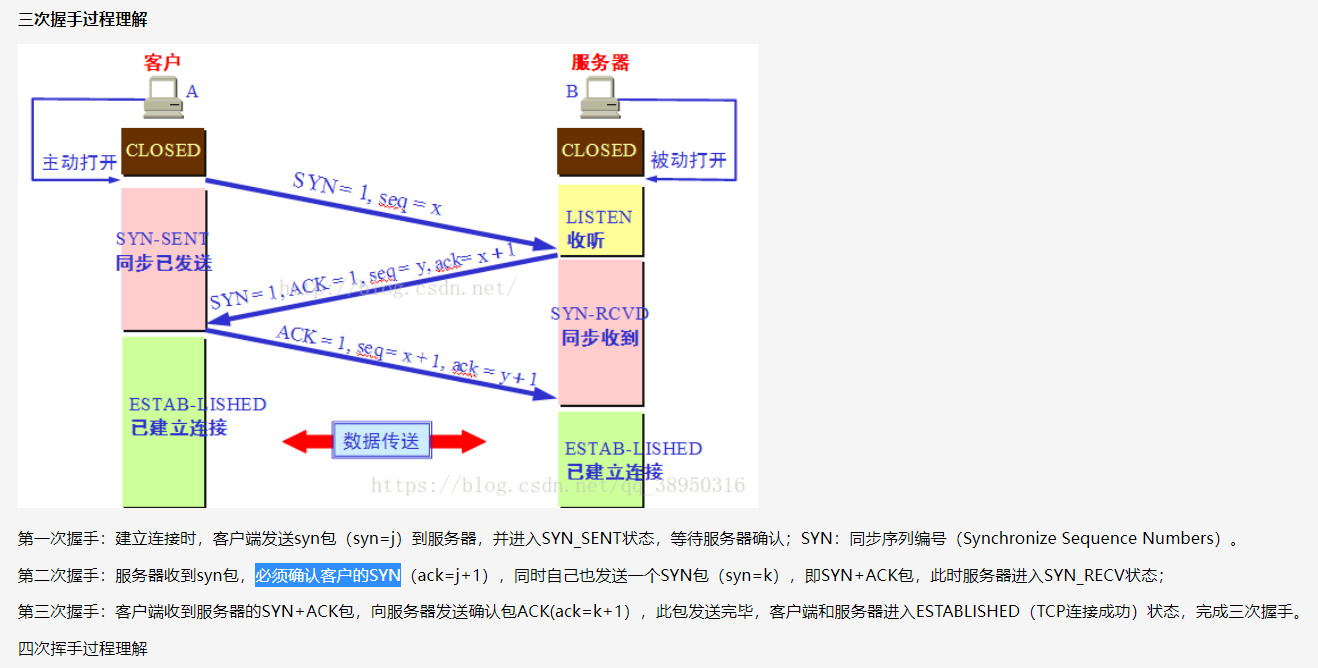 三次握手过程理解
客户
服务器
A
B
CLOSED
CLOSED
主动打开
被动打开
SYN = 1, seq = x
LISTEN
收听
SYN-SENT
同步已发送
SYN = 1, ACK = 1, seq = y, ack= x + 1
http://blog.csdn.net/
SYN-RCVD
同步收到
ACK = 1, seq = x + 1, ack = y + 1
ESTAB-LISHED
已建立连接
数据传送
ESTAB-LISHED
已建立连接
https://blog.csdn.net/qq_38950316
第一次握手：建立连接时，客户端发送syn包（syn=j）到服务器，并进入SYN_SENT状态，等待服务器确认；SYN：同步序列编号（Synchronize Sequence Numbers）。
第二次握手：服务器收到syn包，必须确认客户的SYN（ack=j+1），同时自己也发送一个SYN包（syn=k），即SYN+ACK包，此时服务器进入SYN_RECV状态；
第三次握手：客户端收到服务器的SYN+ACK包，向服务器发送确认包ACK(ack=k+1），此包发送完毕，客户端和服务器进入ESTABLISHED（TCP连接成功）状态，完成三次握手。
四次挥手过程理解